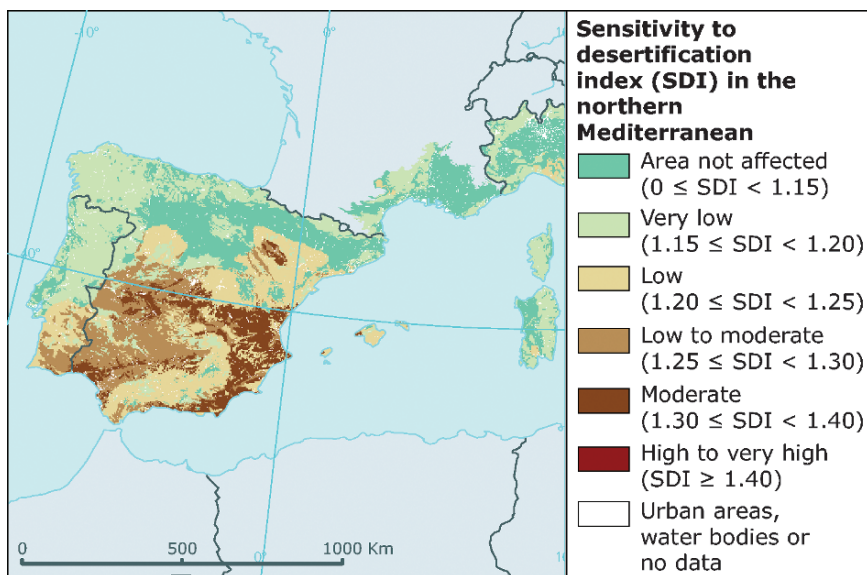 -10°
0°
40°
0
500
1000 Km
0°
10
Sensitivity to
desertification
index (SDI) in the
northern
Mediterranean
Area not affected
(0 ≤ SDI < 1.15)
Very low
(1.15 ≤ SDI < 1.20)
Low
(1.20 ≤ SDI < 1.25)
Low to moderate
(1.25 ≤ SDI < 1.30)
Moderate
(1.30 ≤ SDI < 1.40)
High to very high
(SDI ≥ 1.40)
Urban areas,
water bodies or
no data